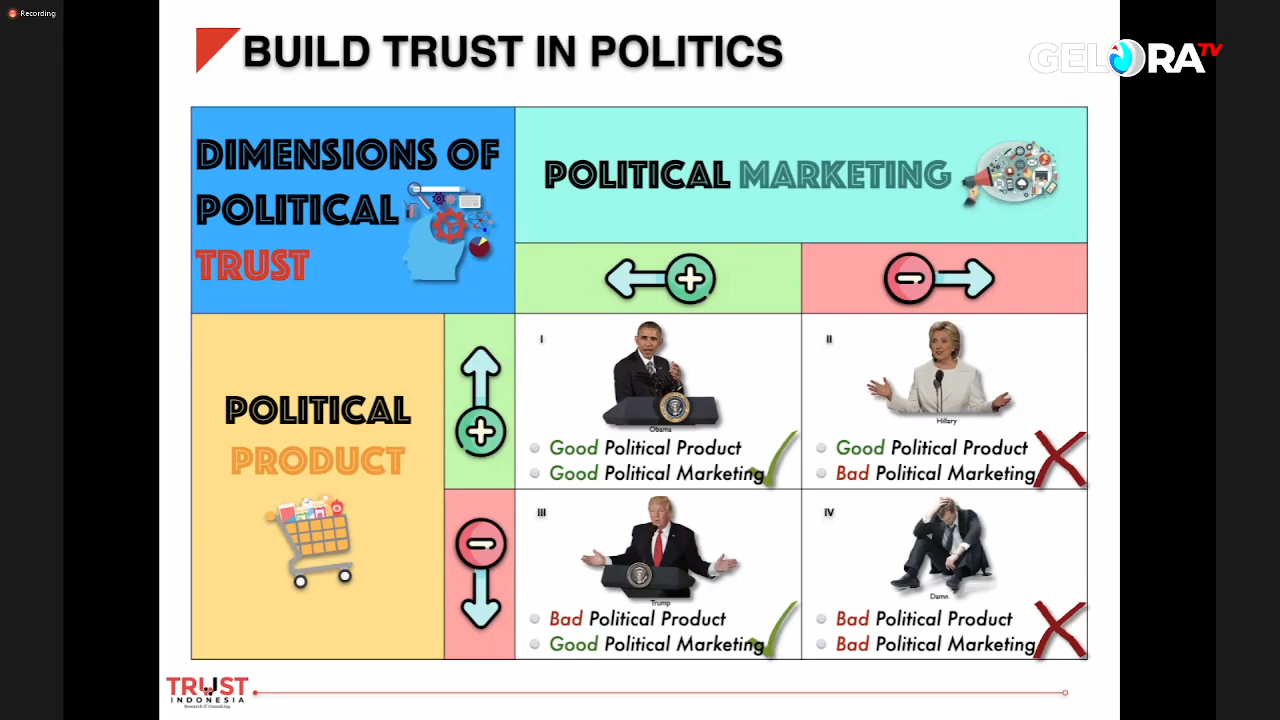 Recording
BUILD TRUST IN POLITICS
GELORA TV
DIMENSIONS OF
POLITICAL
TRUST
POLITICAL MARKETING
POLITICAL
PRODUCT
I
Obama
Good Political Product
Good Political Marketing
II
Hillary
Good Political Product
Bad Political Marketing
III
Trump
Bad Political Product
Good Political Marketing
IV
Damn
Bad Political Product
Bad Political Marketing
TRUST
INDONESIA
Research & Consulting